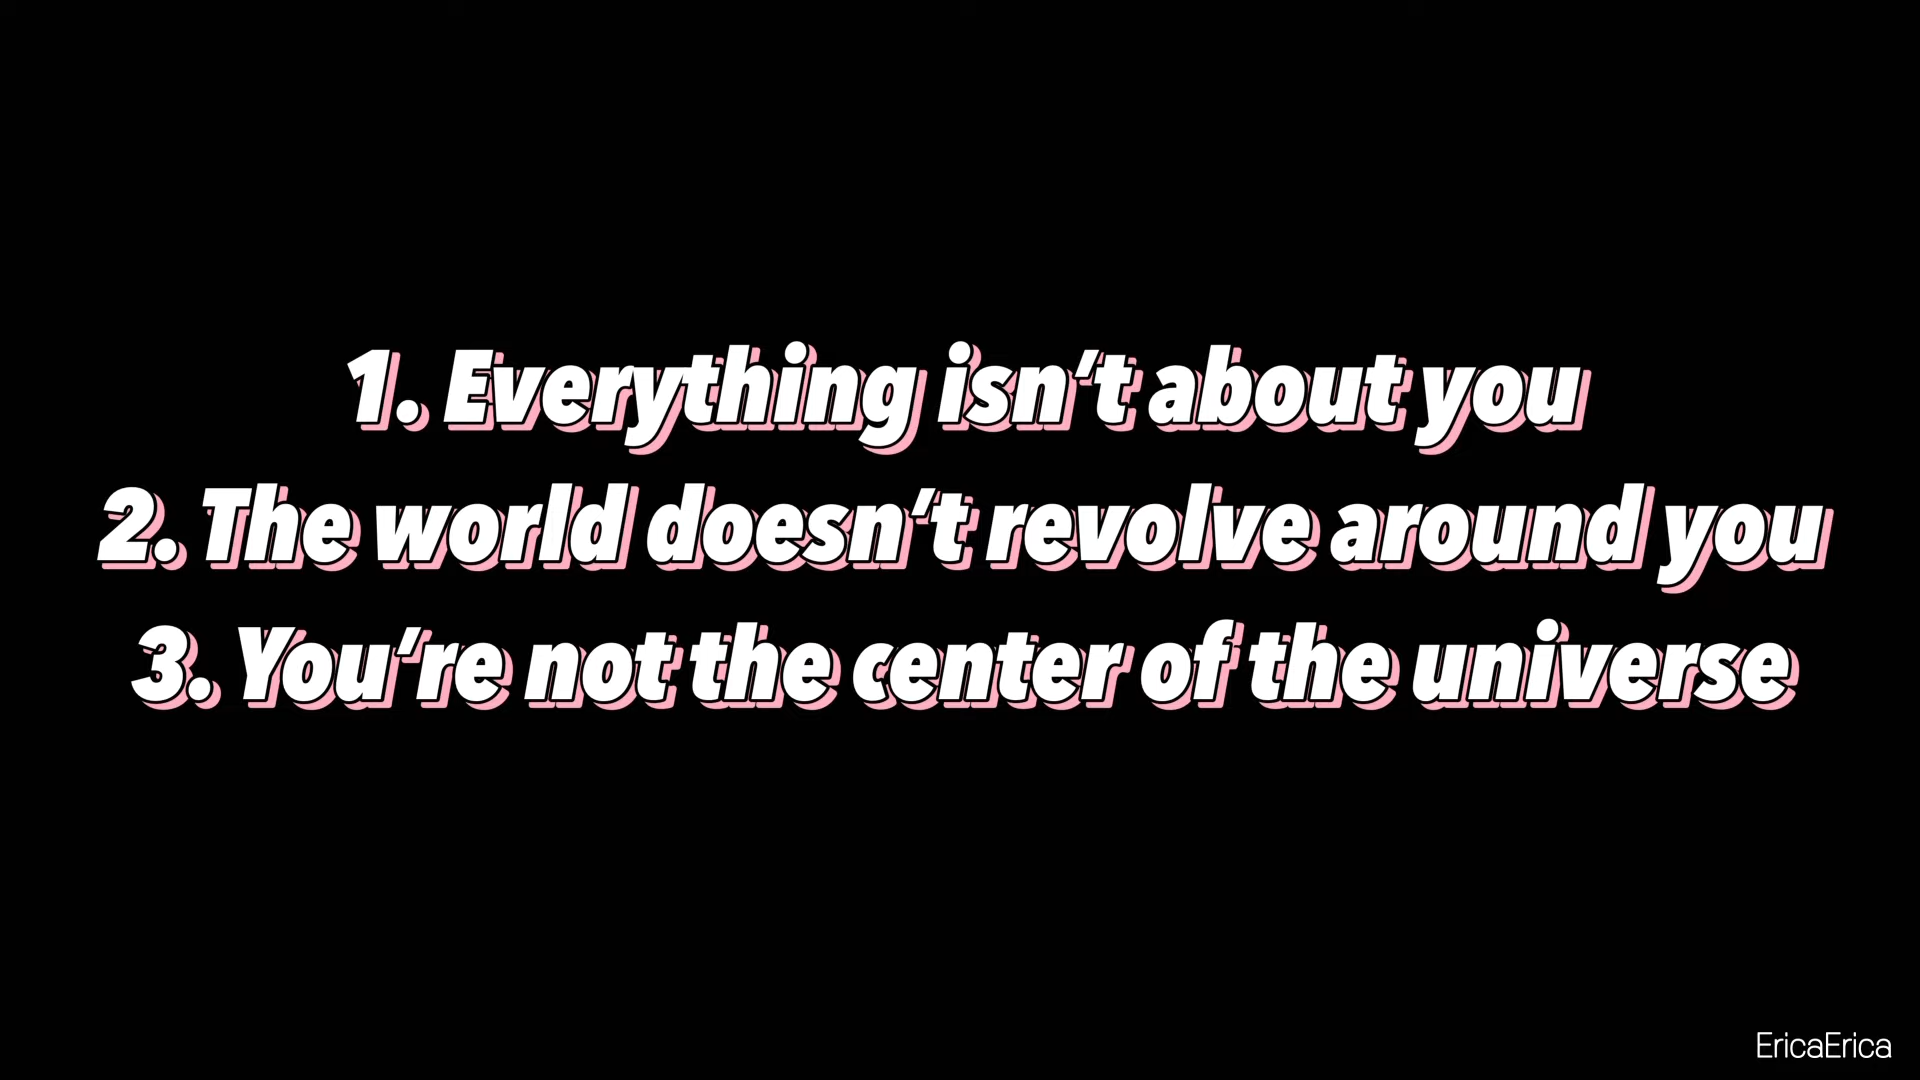 1. Everything isn't about you
2. The world doesn't revolve around you
3. You're not the center of the universe
EricaErica